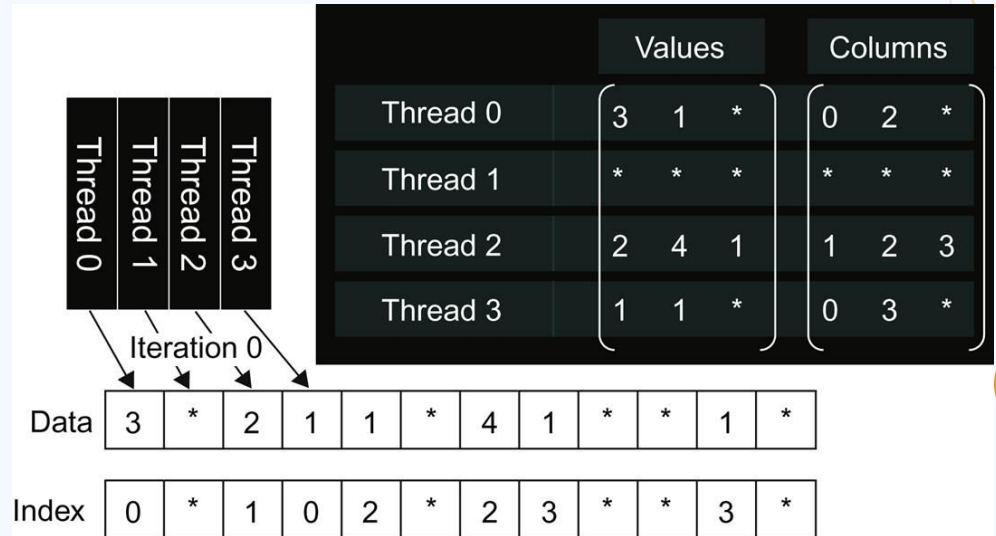 Values Columns
Thread 0 3 1 * 0 2 *
Thread 1 * * * * * *
Thread 2 2 4 1 1 2 3
Thread 3 1 1 * 0 3 *
Thread 0
Thread 1
Thread 2
Thread 3
Iteration 0
Data 3 * 2 1 1 * 4 1 * * 1 *
Index 0 * 1 0 2 * 2 3 * * 3 *